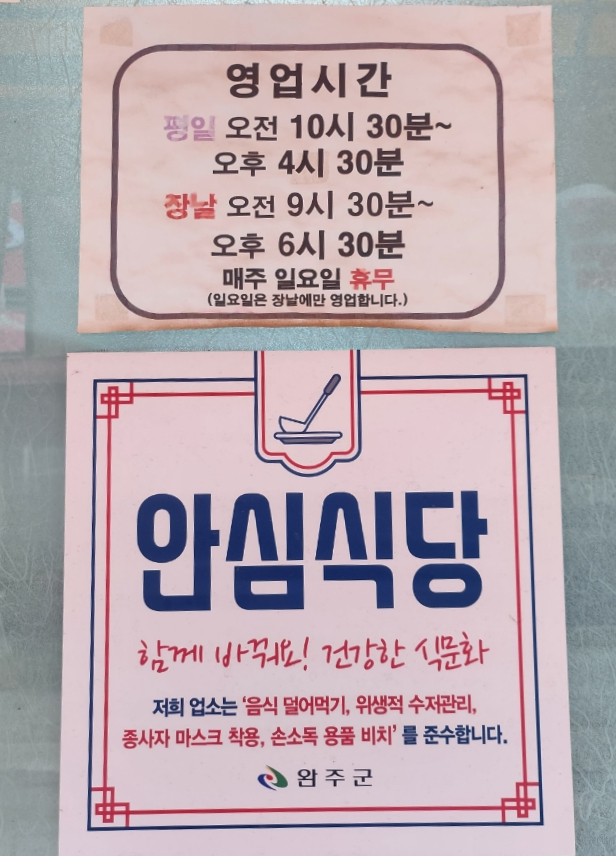 영업시간
평일 오전 10시 30분~
오후 4시 30분
장날 오전 9시 30분~
오후 6시 30분
매주 일요일 휴무
(일요일은 장날에만 영업합니다.)
안심식당
함께 바꿔요! 건강한 식문화
저희 업소는 '음식 덜어먹기, 위생적 수저관리,
종사자 마스크 착용, 손소독 용품 비치' 를 준수합니다.
완주군